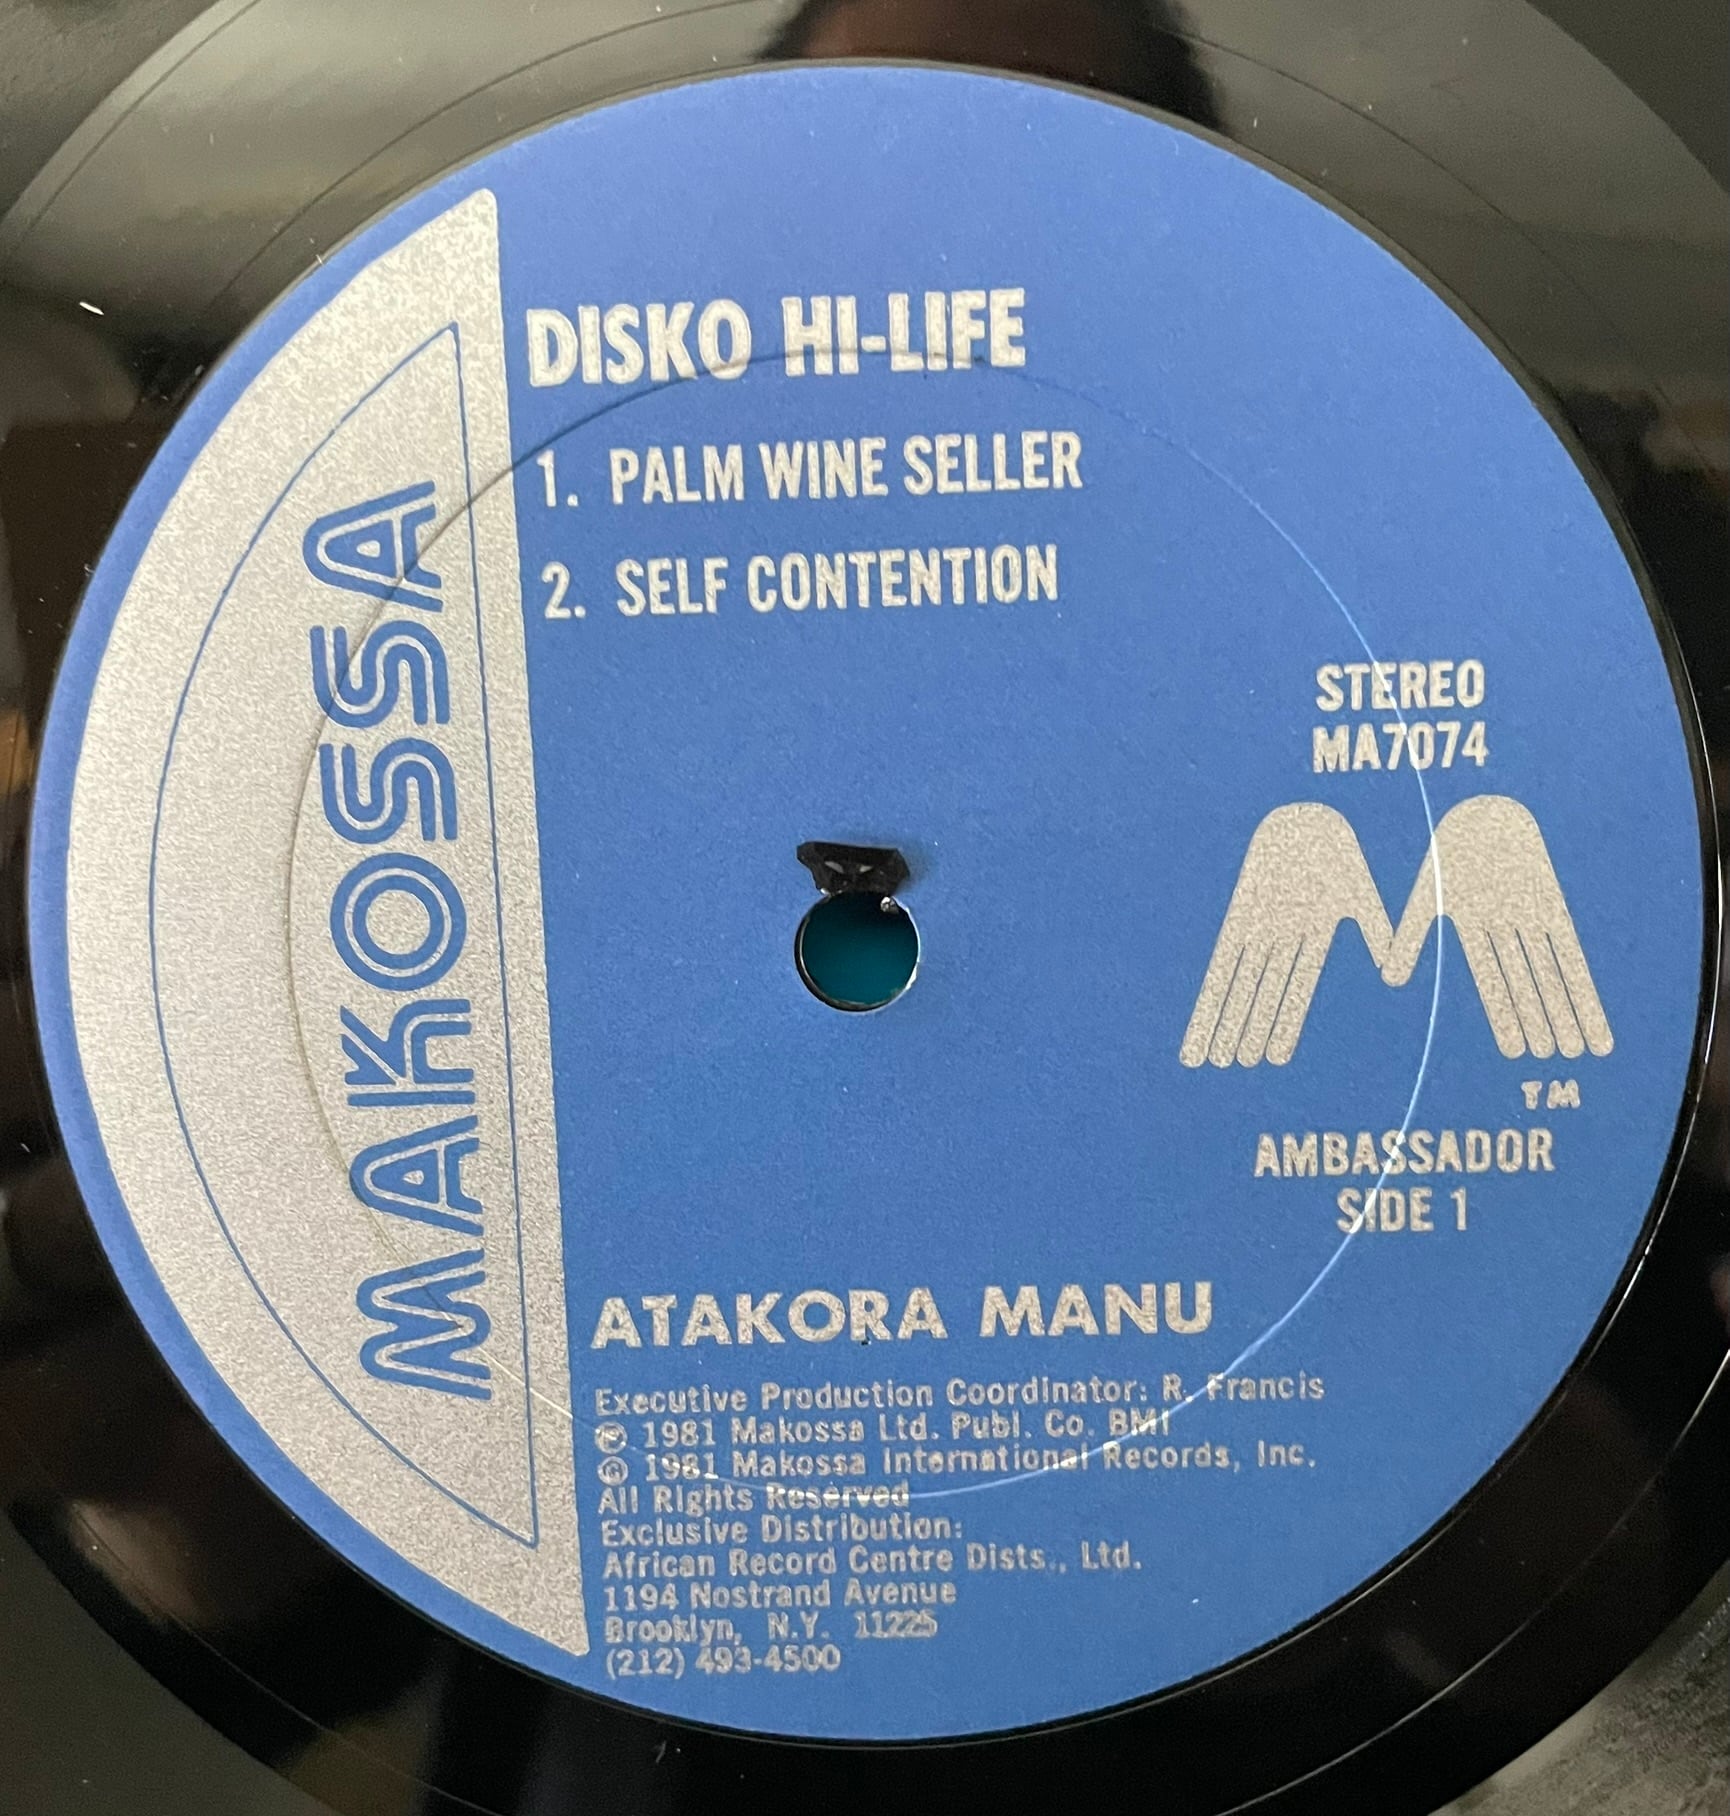 MAKOSSA
DISKO HI-LIFE
1. PALM WINE SELLER
2. SELF CONTENTION
STEREO
MA7074
M
TM
AMBASSADOR
SIDE 1
ATAKORA MANU
Executive Production Coordinator: R. Francis
℗ 1981 Makossa Ltd. Publ. Co. BMI
© 1981 Makossa International Records, Inc.
All Rights Reserved
Exclusive Distribution:
African Record Centre Dists., Ltd.
1194 Nostrand Avenue
Brooklyn, N.Y. 11225
(212) 493-4500